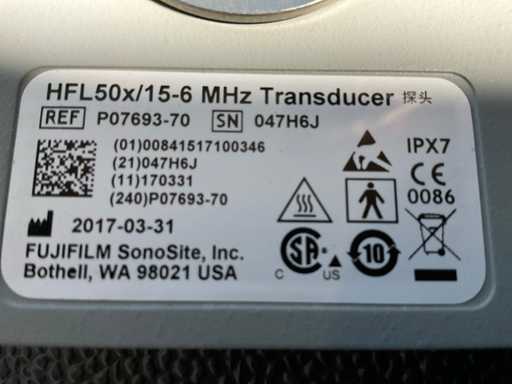 HFL50x/15-6 MHz Transducer 探头
REF P07693-70 SN 047H6J
(01)00841517100346
(21)047H6J
(11)170331
(240)P07693-70
IPX7
CE
0086
2017-03-31
FUJIFILM SonoSite, Inc.
Bothell, WA 98021 USA
SA
C US
10